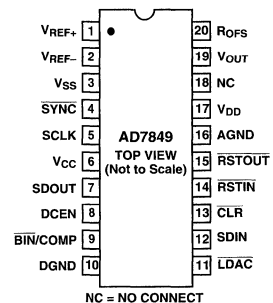 VREF+ 1
VREF– 2
VSS 3
SYNC 4
SCLK 5
VCC 6
SDOUT 7
DCEN 8
BIN/COMP 9
DGND 10
AD7849
TOP VIEW
(Not to Scale)
20 ROFS
19 VOUT
18 NC
17 VDD
16 AGND
15 RSTOUT
14 RSTIN
13 CLR
12 SDIN
11 LDAC
NC = NO CONNECT